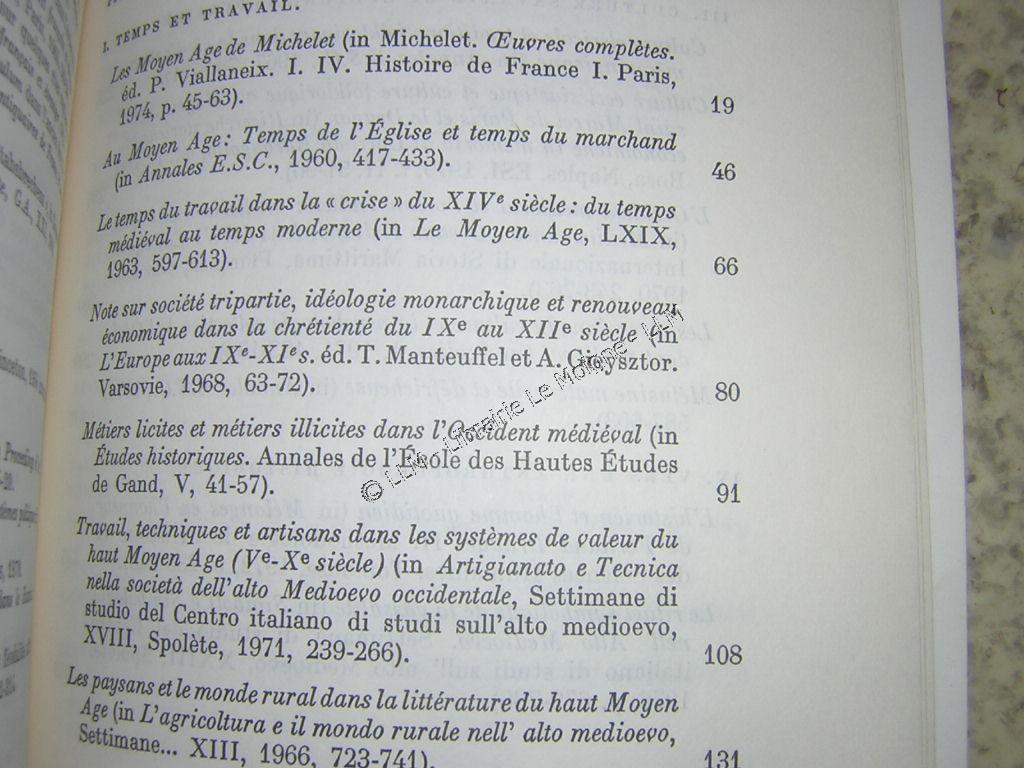 I. TEMPS ET TRAVAIL.
Les Moyen Age de Michelet (in Michelet. Œuvres complètes.
éd. P. Viallaneix. I. IV. Histoire de France I. Paris,
1974, p. 45-63). 19
Au Moyen Age : Temps de l'Église et temps du marchand
(in Annales E.S.C., 1960, 417-433). 46
Le temps du travail dans la « crise » du XIVe siècle : du temps
médiéval au temps moderne (in Le Moyen Age, LXIX,
1963, 597-613). 66
Note sur société tripartie, idéologie monarchique et renouveau
économique dans la chrétienté du IXe au XIIe siècle (in
L'Europe aux IXe-XIe s. éd. T. Manteuffel et A. Gieysztor.
Varsovie, 1968, 63-72). 80
Métiers licites et métiers illicites dans l'Occident médiéval (in
Études historiques. Annales de l'École des Hautes Études
de Gand, V, 41-57). 91
Travail, techniques et artisans dans les systèmes de valeur du
haut Moyen Age (Ve-Xe siècle) (in Artigianato e Tecnica
nella società dell'alto Medioevo occidentale, Settimane di
studio del Centro italiano di studi sull'alto medioevo,
XVIII, Spolète, 1971, 239-266). 108
Les paysans et le monde rural dans la littérature du haut Moyen
Age (in L'agricoltura e il mondo rurale nell' alto medioevo,
Settimane... XIII, 1966, 723-741). 131
© LLM - Librairie Le Monge LLM